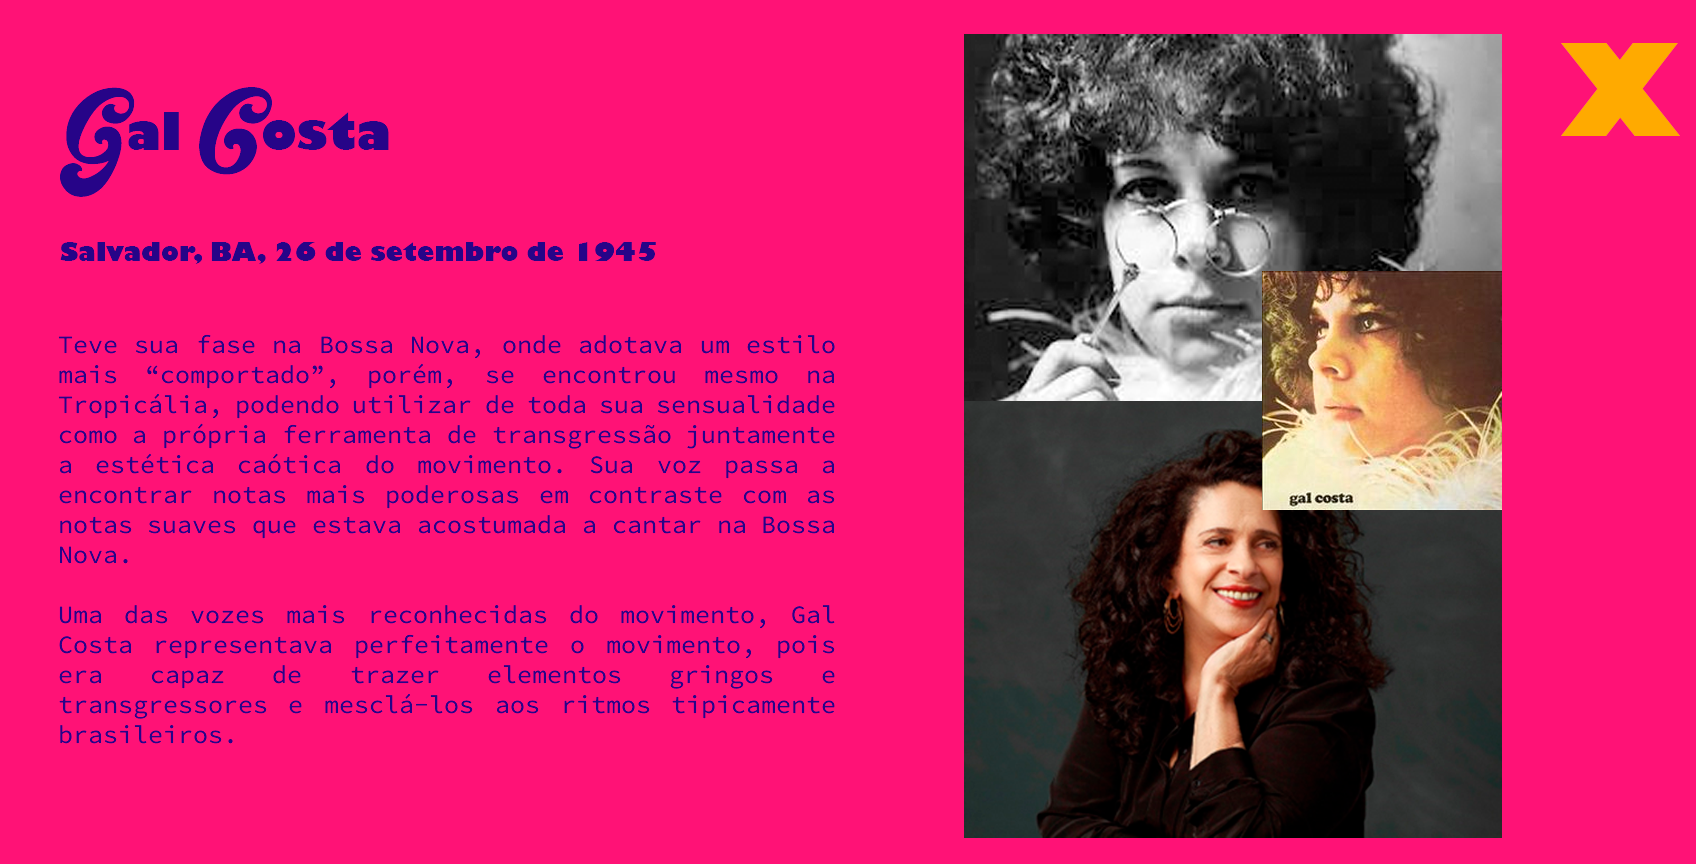 Gal Costa
Salvador, BA, 26 de setembro de 1945
Teve sua fase na Bossa Nova, onde adotava um estilo
mais “comportado”, porém, se encontrou mesmo na
Tropicália, podendo utilizar de toda sua sensualidade
como a própria ferramenta de transgressão juntamente
a estética caótica do movimento. Sua voz passa a
encontrar notas mais poderosas em contraste com as
notas suaves que estava acostumada a cantar na Bossa
Nova.
Uma das vozes mais reconhecidas do movimento, Gal
Costa representava perfeitamente o movimento, pois
era capaz de trazer elementos gringos e
transgressores e mesclá-los aos ritmos tipicamente
brasileiros.
gal costa
X